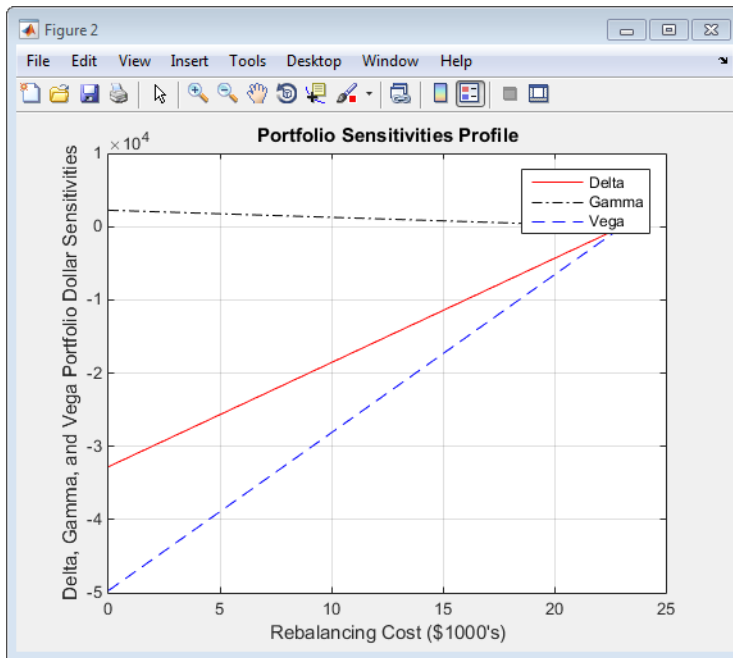 Figure 2
File Edit View Insert Tools Desktop Window Help
×10⁴
Portfolio Sensitivities Profile
Delta, Gamma, and Vega Portfolio Dollar Sensitivities
1
0
-1
-2
-3
-4
-5
Delta
Gamma
Vega
0 5 10 15 20 25
Rebalancing Cost ($1000's)